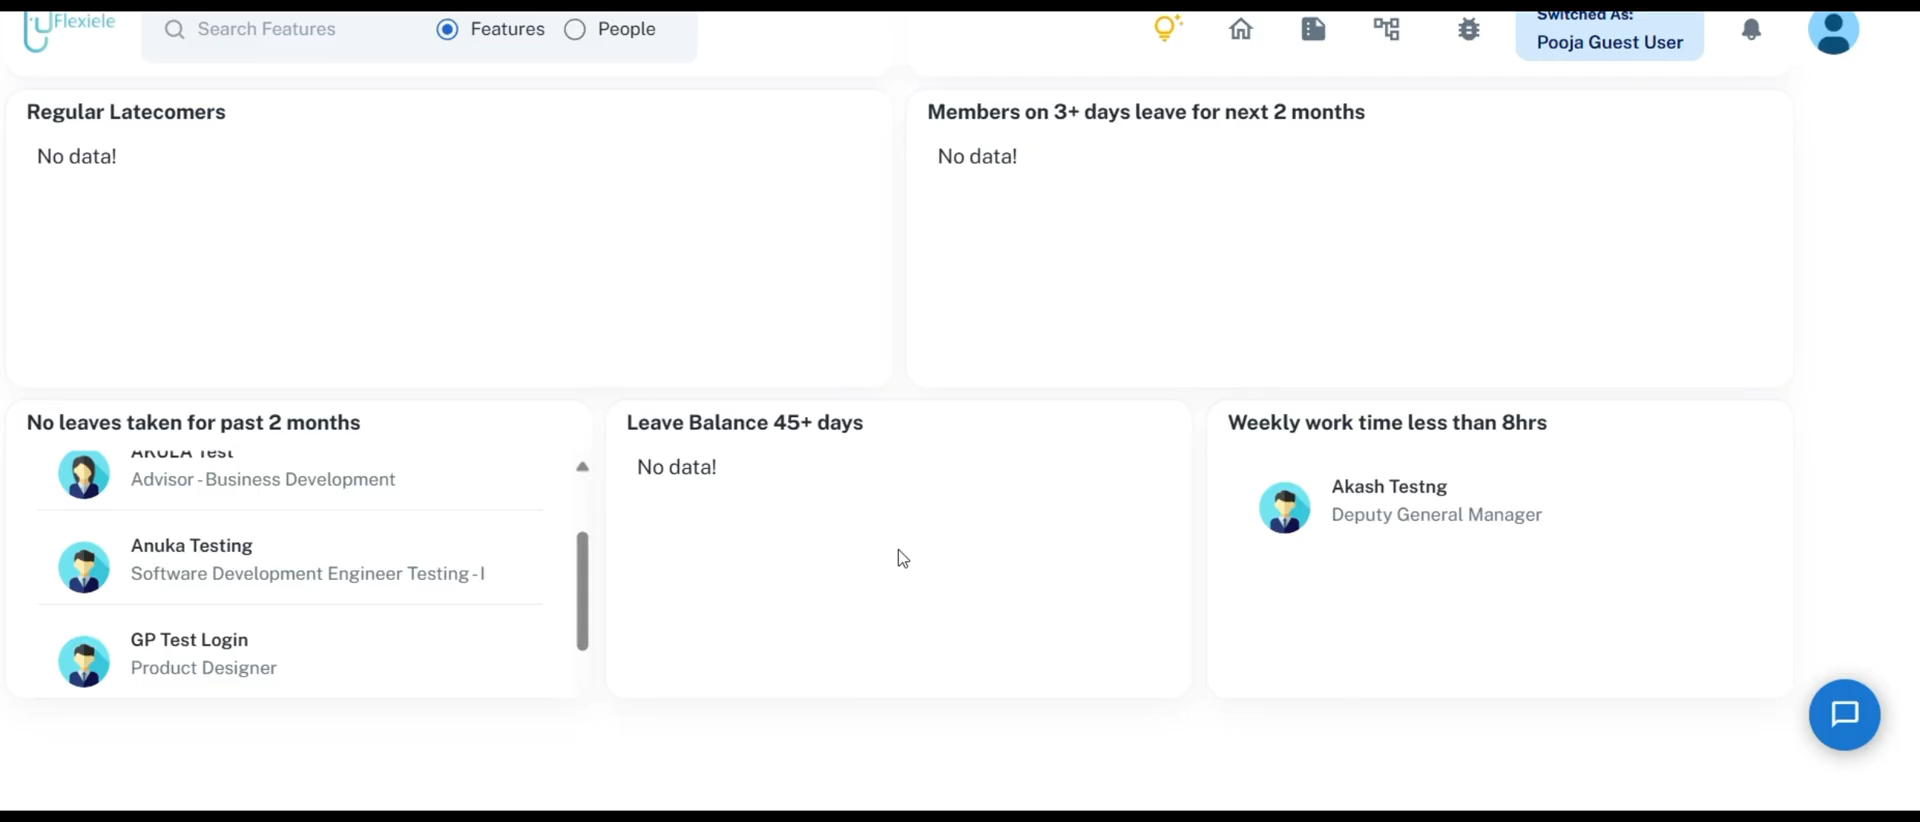 Flexiele
Search Features
Features
People
Switched As:
Pooja Guest User
Regular Latecomers
No data!
Members on 3+ days leave for next 2 months
No data!
No leaves taken for past 2 months
AKULA Test
Advisor - Business Development
Anuka Testing
Software Development Engineer Testing - I
GP Test Login
Product Designer
Leave Balance 45+ days
No data!
Weekly work time less than 8hrs
Akash Testng
Deputy General Manager